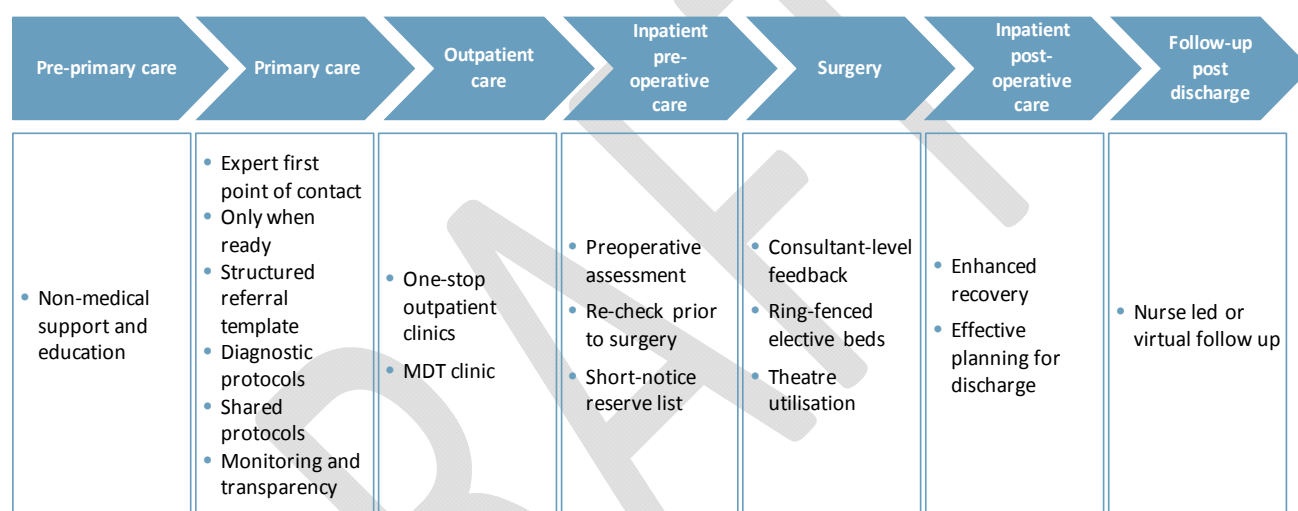 Pre-primary care
Primary care
Outpatient
care
Inpatient
pre-
operative
care
Surgery
Inpatient
post-
operative
care
Follow-up
post
discharge
• Non-medical
support and
education
• Expert first
point of contact
• Only when
ready
• Structured
referral
template
• Diagnostic
protocols
• Shared
protocols
• Monitoring and
transparency
• One-stop
outpatient
clinics
• MDT clinic
• Preoperative
assessment
• Re-check prior
to surgery
• Short-notice
reserve list
• Consultant-level
feedback
• Ring-fenced
elective beds
• Theatre
utilisation
• Enhanced
recovery
• Effective
planning for
discharge
• Nurse led or
virtual follow up